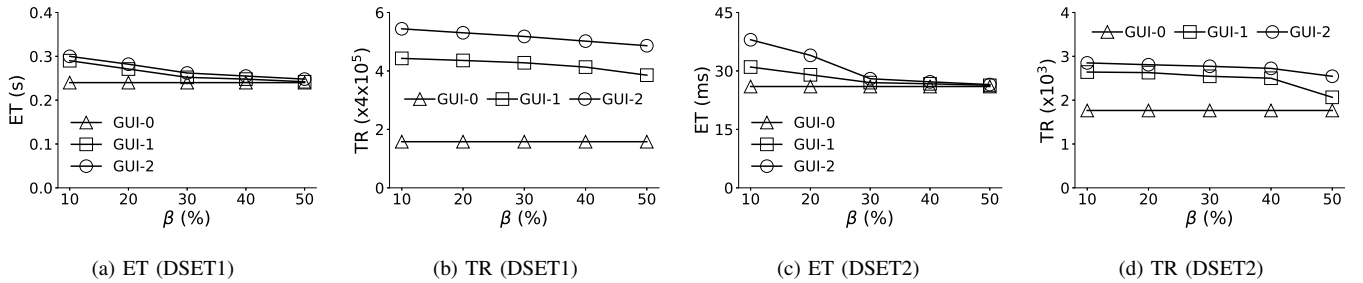 0.4
0.3
0.2
0.1
0.0
ET (s)
GUI-0
GUI-1
GUI-2
10 20 30 40 50
β (%)
(a) ET (DSET1)
6
4
2
0
TR (x4x10⁵)
GUI-0 GUI-1 GUI-2
10 20 30 40 50
β (%)
(b) TR (DSET1)
45
30
15
0
ET (ms)
GUI-0
GUI-1
GUI-2
10 20 30 40 50
β (%)
(c) ET (DSET2)
4
3
2
1
0
TR (x10³)
GUI-0 GUI-1 GUI-2
10 20 30 40 50
β (%)
(d) TR (DSET2)